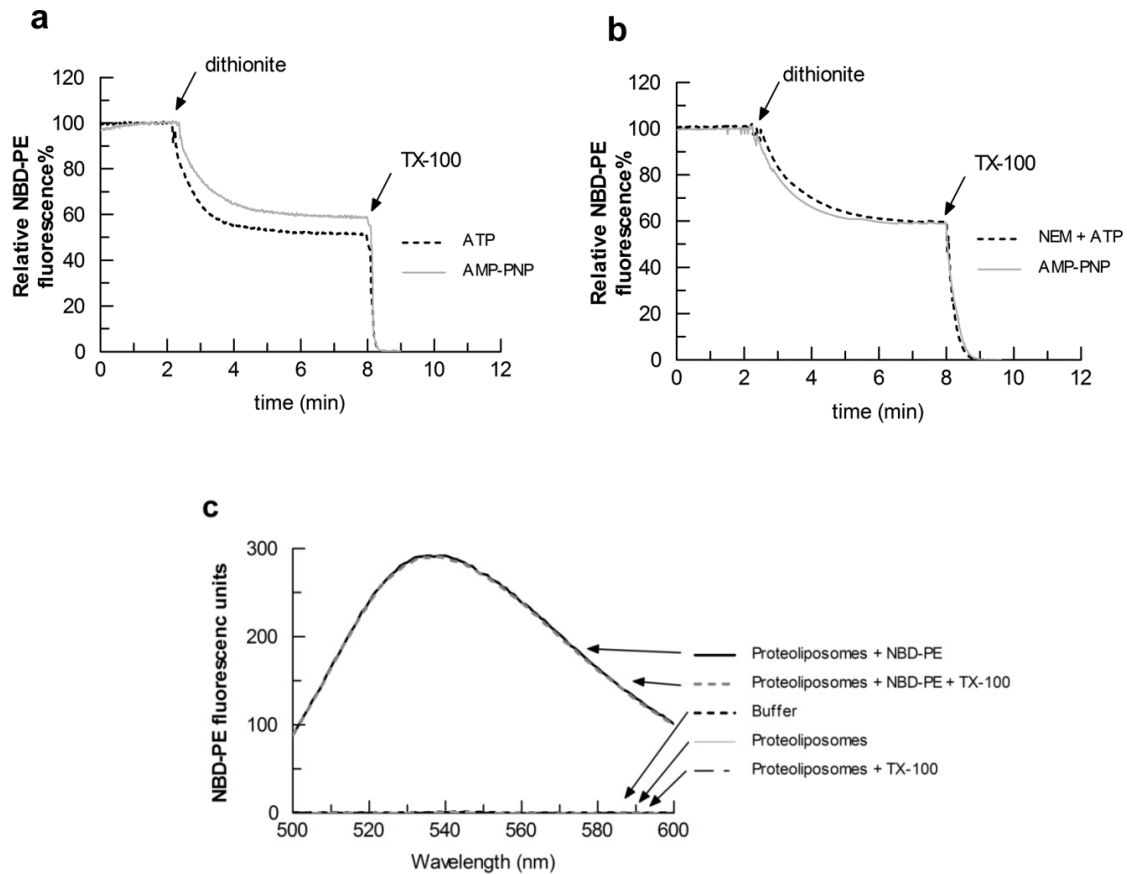 a
dithionite
TX-100
Relative NBD-PE
fluorescence%
120
100
80
60
40
20
0
0 2 4 6 8 10 12
time (min)
ATP
AMP-PNP
b
dithionite
TX-100
Relative NBD-PE
fluorescence%
120
100
80
60
40
20
0
0 2 4 6 8 10 12
time (min)
NEM + ATP
AMP-PNP
c
NBD-PE fluorescenc units
300
200
100
0
500 520 540 560 580 600
Wavelength (nm)
Proteoliposomes + NBD-PE
Proteoliposomes + NBD-PE + TX-100
Buffer
Proteoliposomes
Proteoliposomes + TX-100